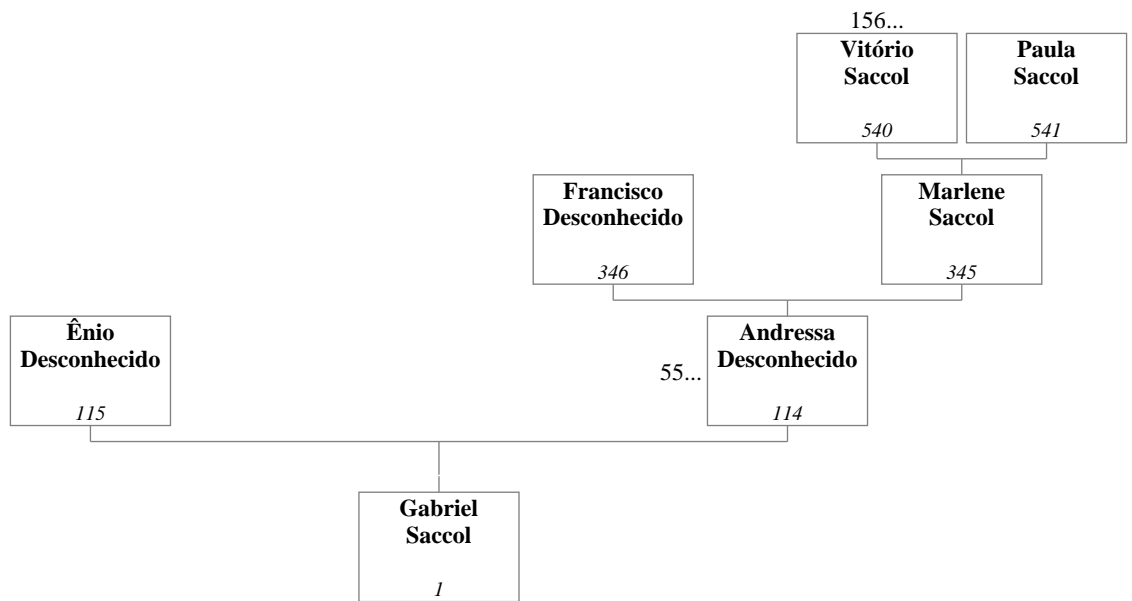 156...
Vitório
Saccol
540
Paula
Saccol
541
Francisco
Desconhecido
346
Marlene
Saccol
345
Ênio
Desconhecido
115
55...
Andressa
Desconhecido
114
Gabriel
Saccol
1